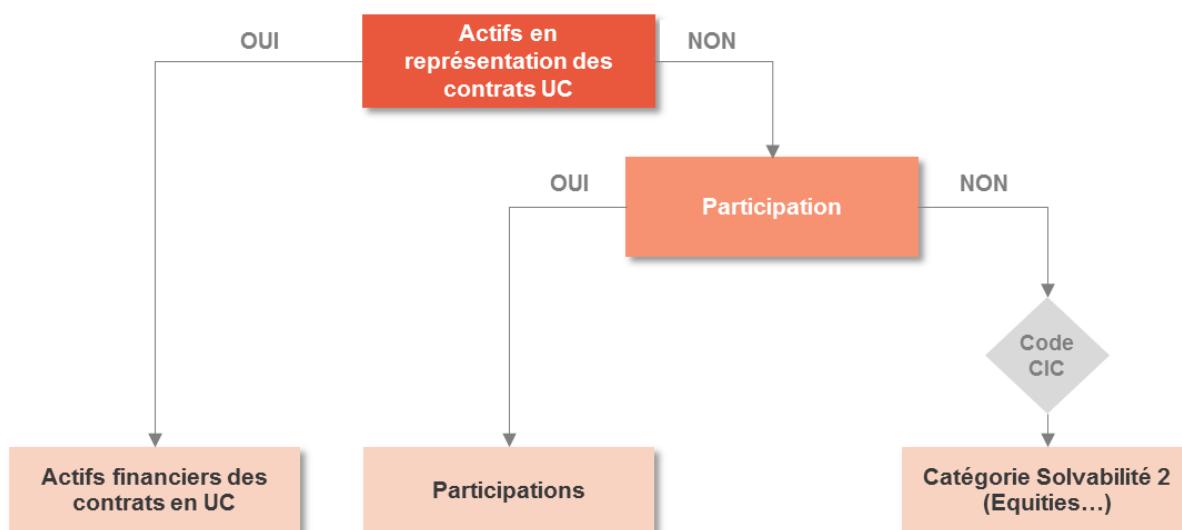 OUI
Actifs en
représentation des
contrats UC
NON
OUI
Participation
NON
Code
CIC
Actifs financiers des
contrats en UC
Participations
Catégorie Solvabilité 2
(Equities…)